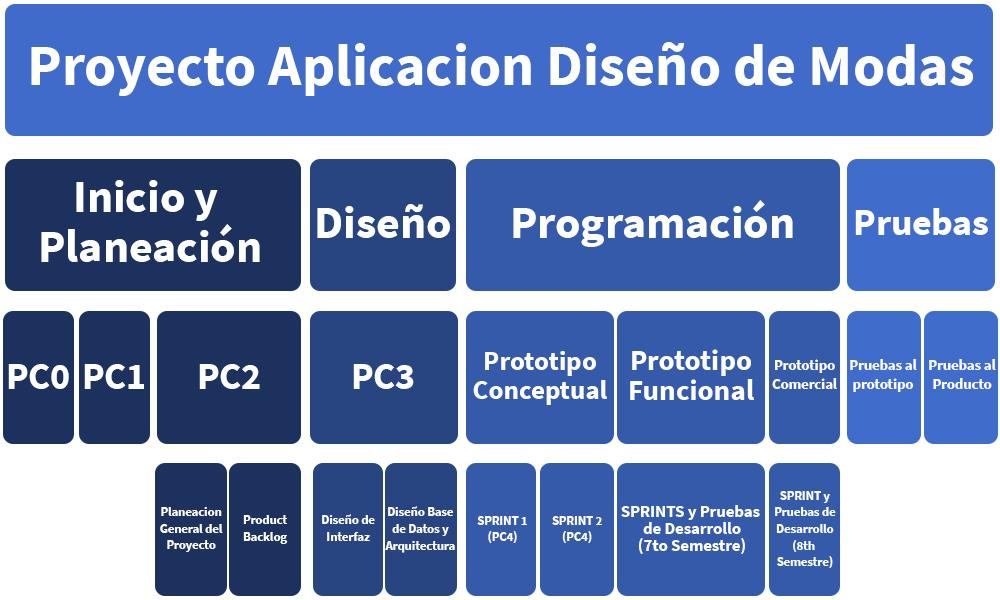 Proyecto Aplicacion Diseño de Modas
Inicio y
Planeación
Diseño
Programación
Pruebas
PC0
PC1
PC2
PC3
Prototipo
Conceptual
Prototipo
Funcional
Prototipo
Comercial
Pruebas al
prototipo
Pruebas al
Producto
Planeacion
General del
Proyecto
Product
Backlog
Diseño de
Interfaz
Diseño Base
de Datos y
Arquitectura
SPRINT 1
(PC4)
SPRINT 2
(PC4)
SPRINTS y Pruebas
de Desarrollo
(7to Semestre)
SPRINT y
Pruebas de
Desarrollo
(8th
Semestre)